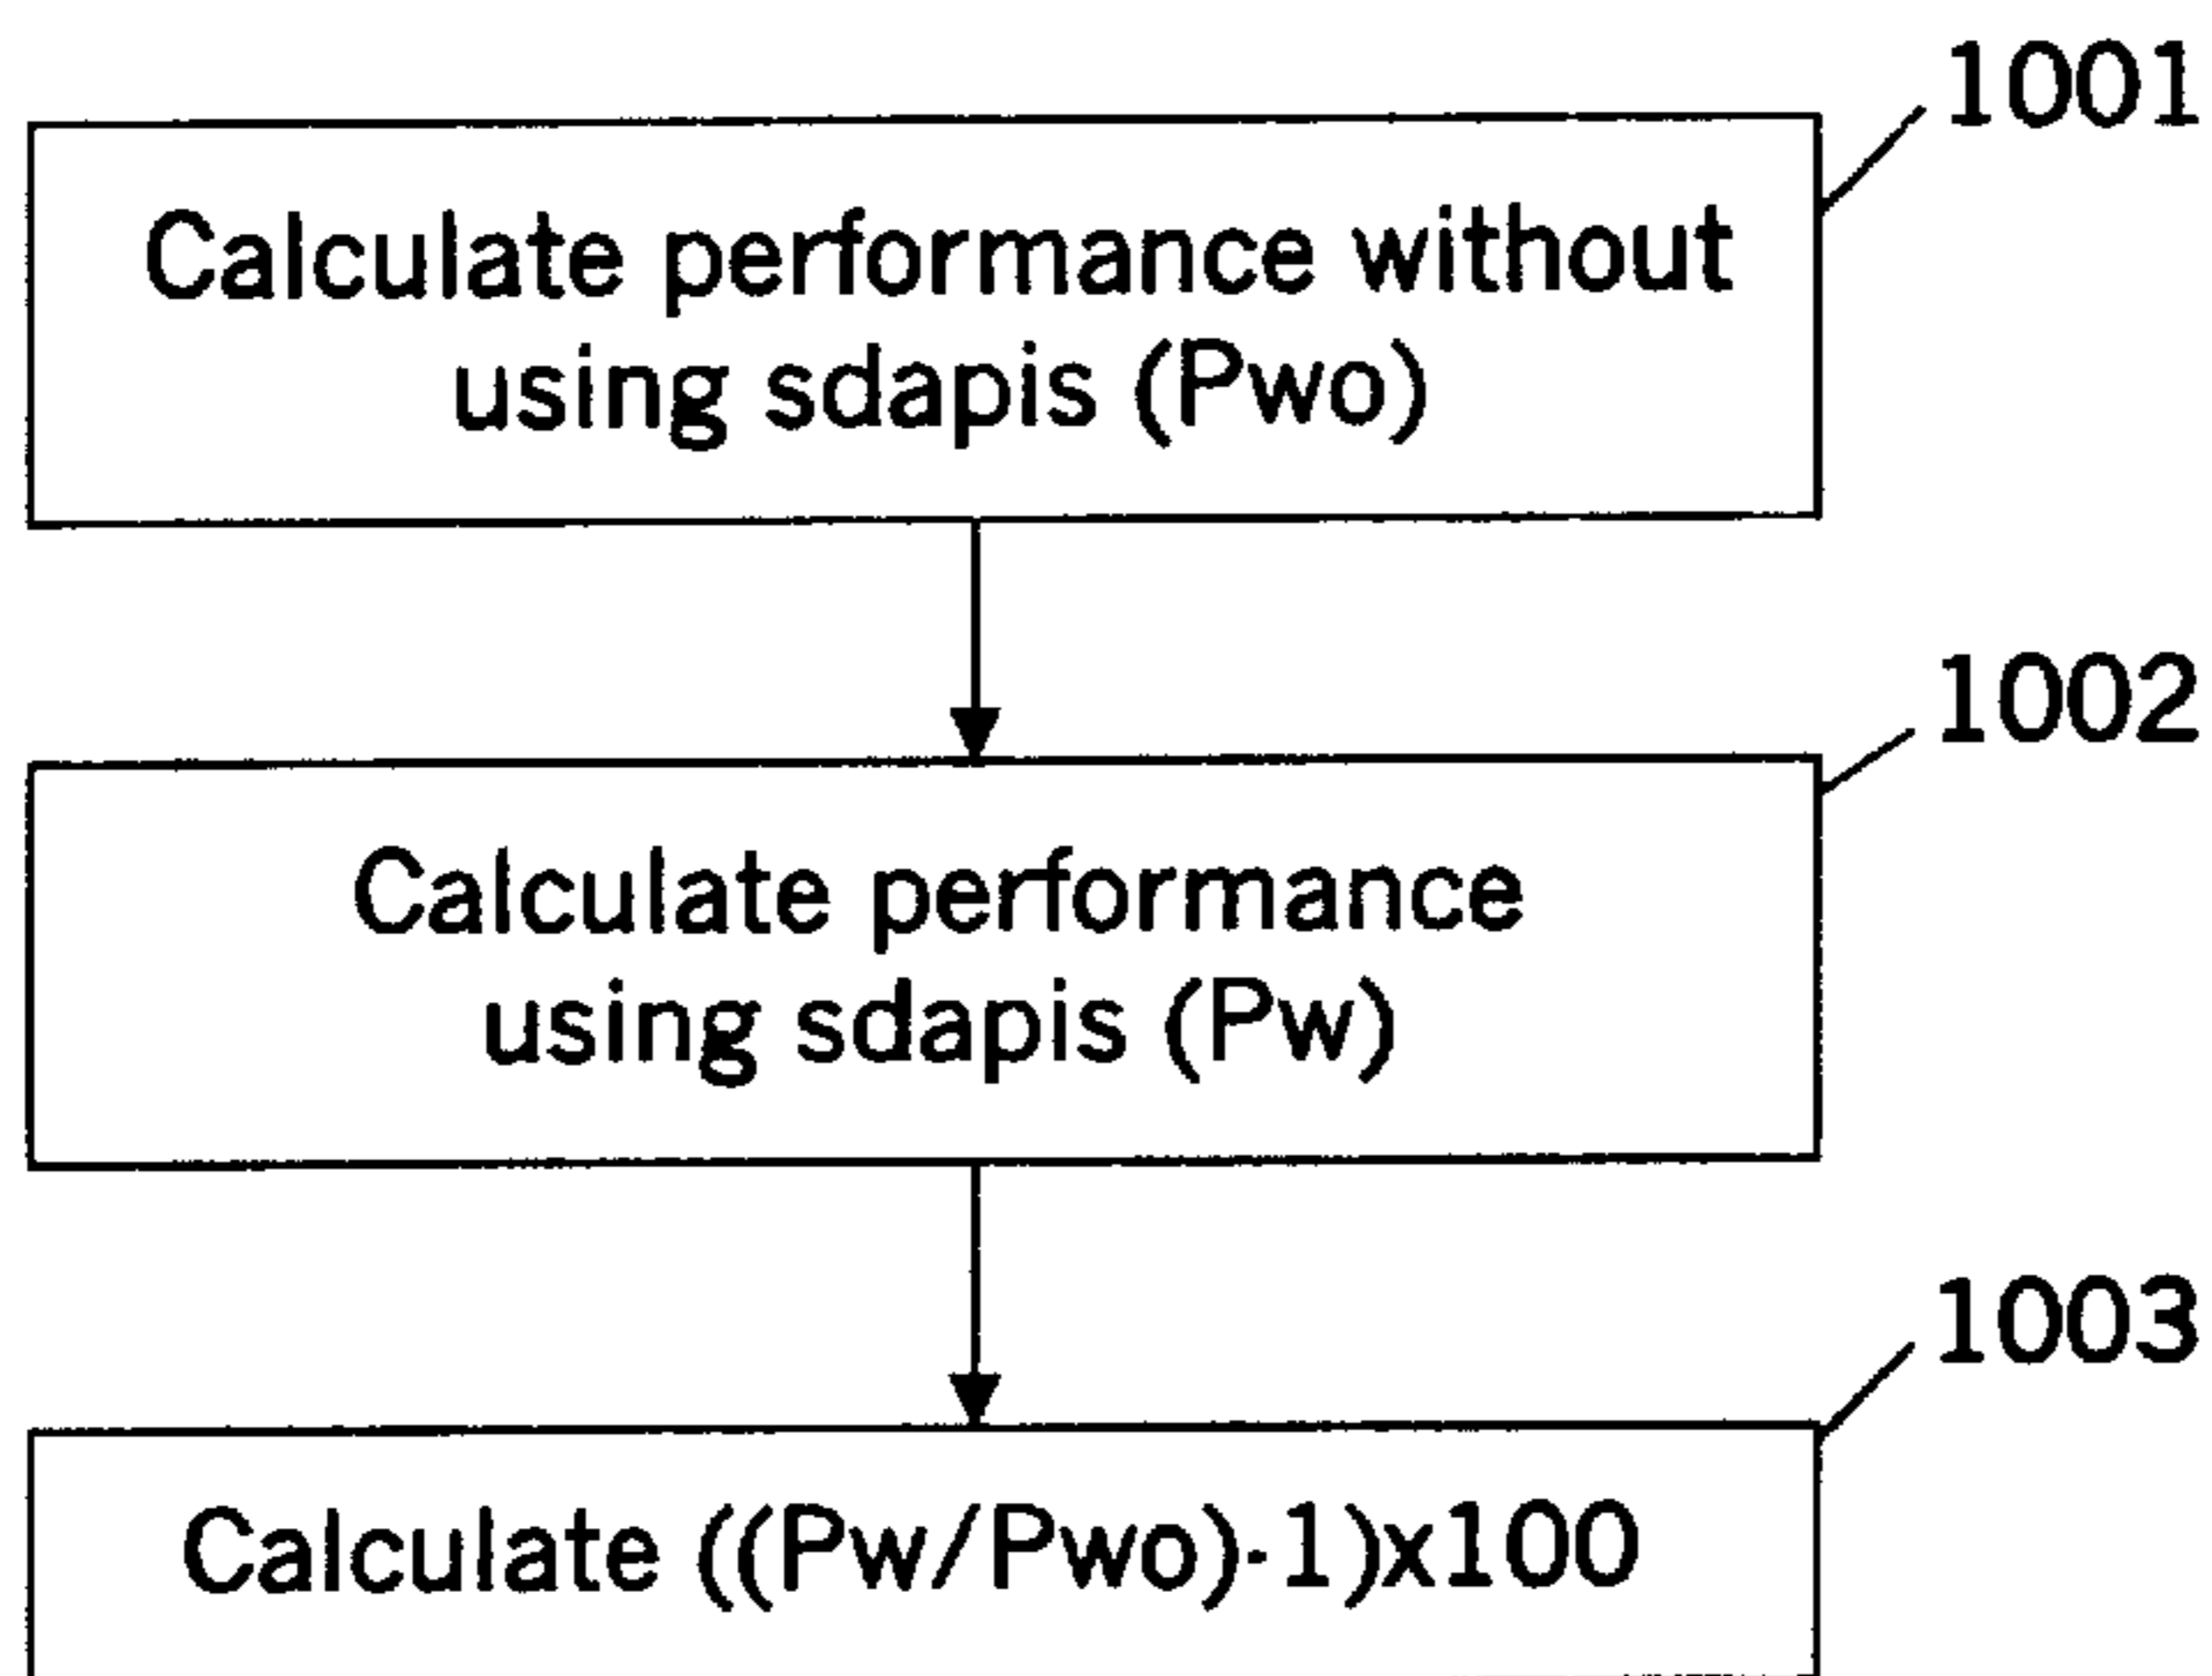 1001
Calculate performance without
using sdapis (Pwo)
1002
Calculate performance
using sdapis (Pw)
1003
Calculate ((Pw/Pwo)·1)x100